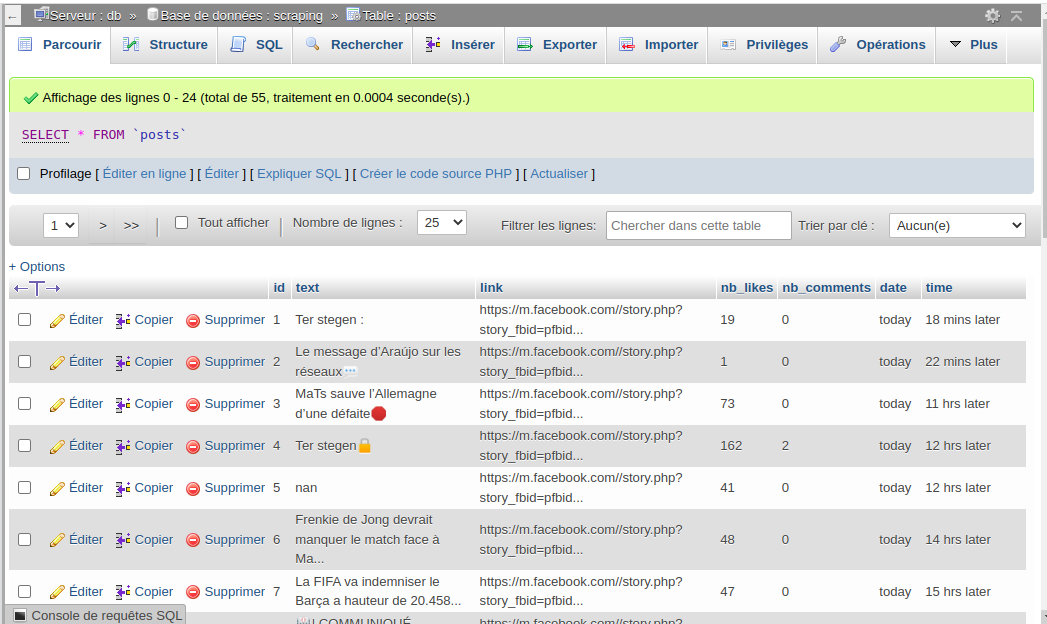 Serveur : db » Base de données : scraping » Table : posts
Parcourir Structure SQL Rechercher Insérer Exporter Importer Privilèges Opérations Plus
Affichage des lignes 0 - 24 (total de 55, traitement en 0.0004 seconde(s).)
SELECT * FROM `posts`
Profilage [ Éditer en ligne ] [ Éditer ] [ Expliquer SQL ] [ Créer le code source PHP ] [ Actualiser ]
1 > >> | Tout afficher | Nombre de lignes : 25 Filtrer les lignes: Chercher dans cette table Trier par clé : Aucun(e)
+ Options
←T→ id text link nb_likes nb_comments date time
Éditer Copier Supprimer 1 Ter stegen : https://m.facebook.com//story.php? 19 0 today 18 mins later
story_fbid=pfbid...
Éditer Copier Supprimer 2 Le message d’Araújo sur les https://m.facebook.com//story.php? 1 0 today 22 mins later
réseaux💬 story_fbid=pfbid...
Éditer Copier Supprimer 3 MaTs sauve l’Allemagne https://m.facebook.com//story.php? 73 0 today 11 hrs later
d’une défaite🛑 story_fbid=pfbid...
Éditer Copier Supprimer 4 Ter stegen🔒 https://m.facebook.com//story.php? 162 2 today 12 hrs later
story_fbid=pfbid...
Éditer Copier Supprimer 5 nan https://m.facebook.com//story.php? 41 0 today 12 hrs later
story_fbid=pfbid...
Éditer Copier Supprimer 6 Frenkie de Jong devrait
manquer le match face à https://m.facebook.com//story.php? 48 0 today 14 hrs later
Ma... story_fbid=pfbid...
Éditer Copier Supprimer 7 La FIFA va indemniser le https://m.facebook.com//story.php? 47 0 today 15 hrs later
Barça a hauteur de 20.458... story_fbid=pfbid...
Console de requêtes SQL | COMMUNIQUÉ https://m.facebook.com//story.php?